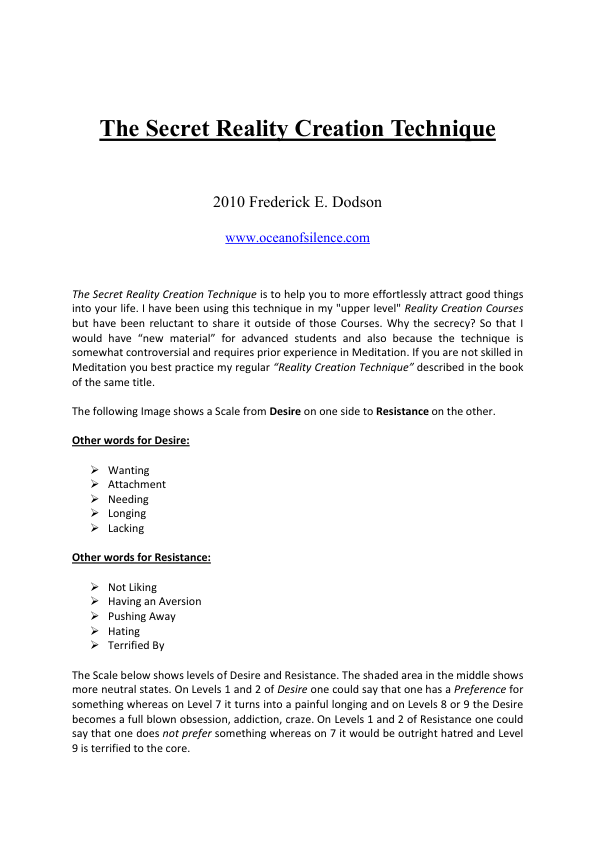 The Secret Reality Creation Technique
2010 Frederick E. Dodson
www.oceanofsilence.com
The Secret Reality Creation Technique is to help you to more effortlessly attract good things
into your life. I have been using this technique in my "upper level" Reality Creation Courses
but have been reluctant to share it outside of those Courses. Why the secrecy? So that I
would have “new material” for advanced students and also because the technique is
somewhat controversial and requires prior experience in Meditation. If you are not skilled in
Meditation you best practice my regular “Reality Creation Technique” described in the book
of the same title.
The following Image shows a Scale from Desire on one side to Resistance on the other.
Other words for Desire:
➢ Wanting
➢ Attachment
➢ Needing
➢ Longing
➢ Lacking
Other words for Resistance:
➢ Not Liking
➢ Having an Aversion
➢ Pushing Away
➢ Hating
➢ Terrified By
The Scale below shows levels of Desire and Resistance. The shaded area in the middle shows
more neutral states. On Levels 1 and 2 of Desire one could say that one has a Preference for
something whereas on Level 7 it turns into a painful longing and on Levels 8 or 9 the Desire
becomes a full blown obsession, addiction, craze. On Levels 1 and 2 of Resistance one could
say that one does not prefer something whereas on 7 it would be outright hatred and Level
9 is terrified to the core.